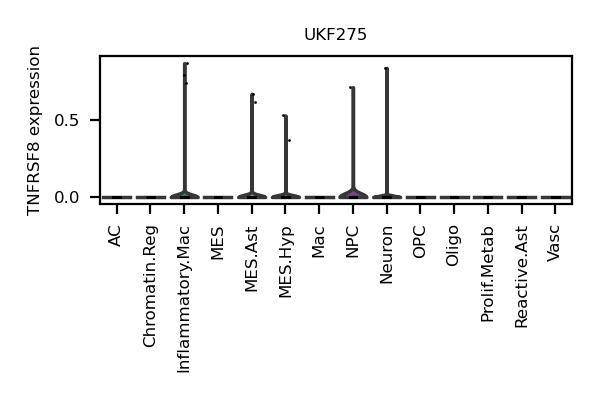 UKF275
TNFRSF8 expression
0.5
0.0
AC
Chromatin.Reg
Inflammatory.Mac
MES
MES.Ast
MES.Hyp
Mac
NPC
Neuron
OPC
Oligo
Prolif.Metab
Reactive.Ast
Vasc